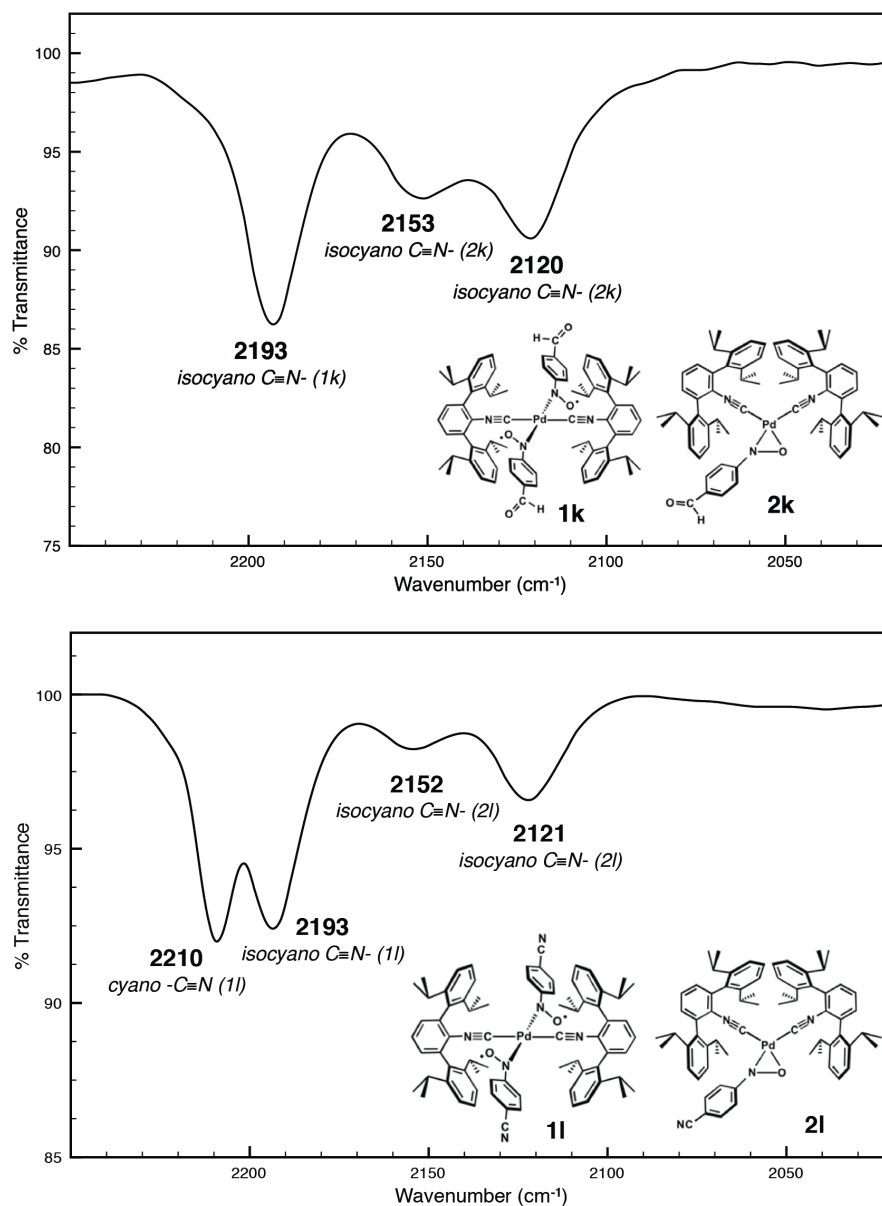 100
95
90
85
80
75
% Transmittance
2193
isocyano C≡N- (1k)
2153
isocyano C≡N- (2k)
2120
isocyano C≡N- (2k)
H O
N
O•
N≡C Pd C≡N
•O
N
O H
1k
N≡C C≡N
Pd
N O
O
H
2k
2200 2150 2100 2050
Wavenumber (cm⁻¹)
100
95
90
85
% Transmittance
2210
cyano -C≡N (1l)
2193
isocyano C≡N- (1l)
2152
isocyano C≡N- (2l)
2121
isocyano C≡N- (2l)
CN
N
O•
N≡C Pd C≡N
•O
N
CN
1l
N≡C C≡N
Pd
N O
NC
2l
2200 2150 2100 2050
Wavenumber (cm⁻¹)